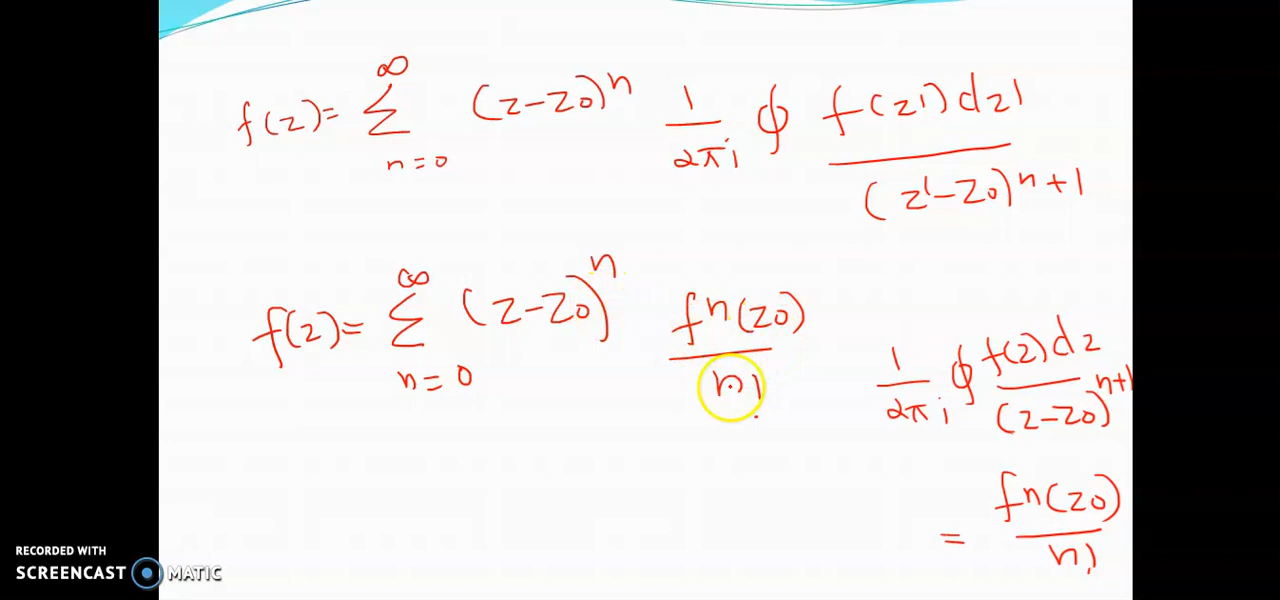 f(z) = ∞ Σ n=0 (z-z0)^n 1/2πi ∮ f(z')dz' / (z'-z0)^n+1
f(z) = ∞ Σ n=0 (z-z0)^n f^n(z0)/n!
1/2πi ∮ f(z)dz / (z-z0)^n+1
= f^n(z0)/n!
RECORDED WITH
SCREENCAST MATIC